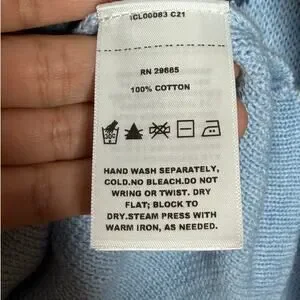 1CL00083 C21
RN 29665
100% COTTON
HAND WASH SEPARATELY,
COLD.NO BLEACH.DO NOT
WRING OR TWIST. DRY
FLAT; BLOCK TO
DRY.STEAM PRESS WITH
WARM IRON, AS NEEDED.